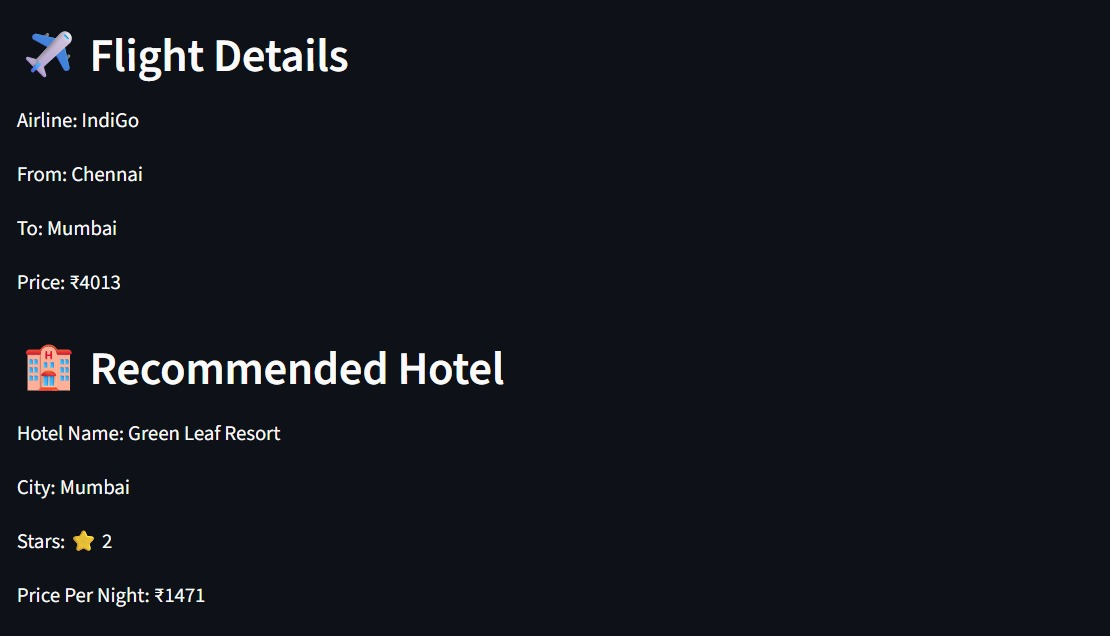 ✈️ Flight Details
Airline: IndiGo
From: Chennai
To: Mumbai
Price: ₹4013
🏨 Recommended Hotel
Hotel Name: Green Leaf Resort
City: Mumbai
Stars: ⭐ 2
Price Per Night: ₹1471